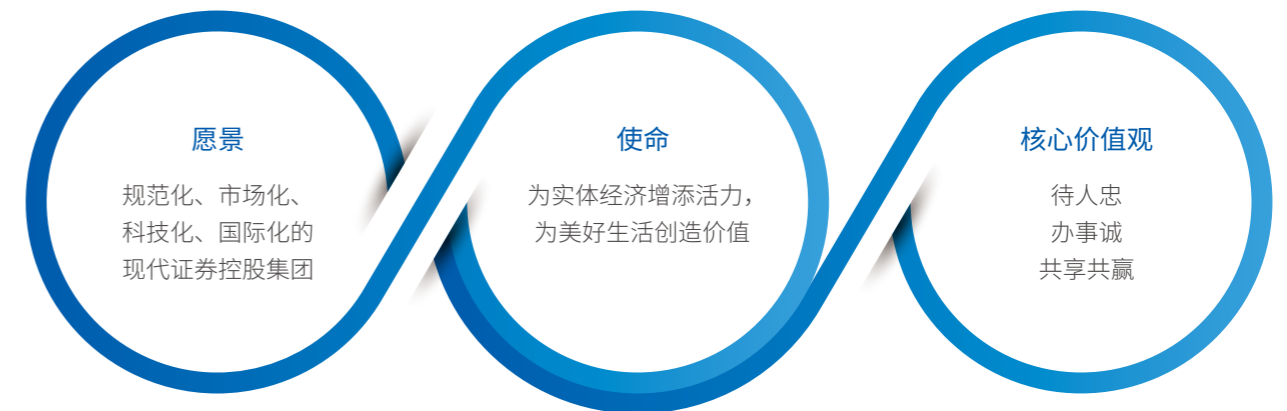 愿景
规范化、市场化、
科技化、国际化的
现代证券控股集团
使命
为实体经济增添活力，
为美好生活创造价值
核心价值观
待人忠
办事诚
共享共赢